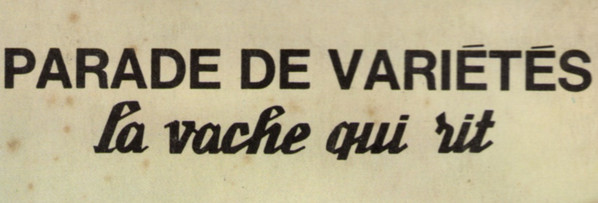 PARADE DE VARIÉTÉS
la vache qui rit